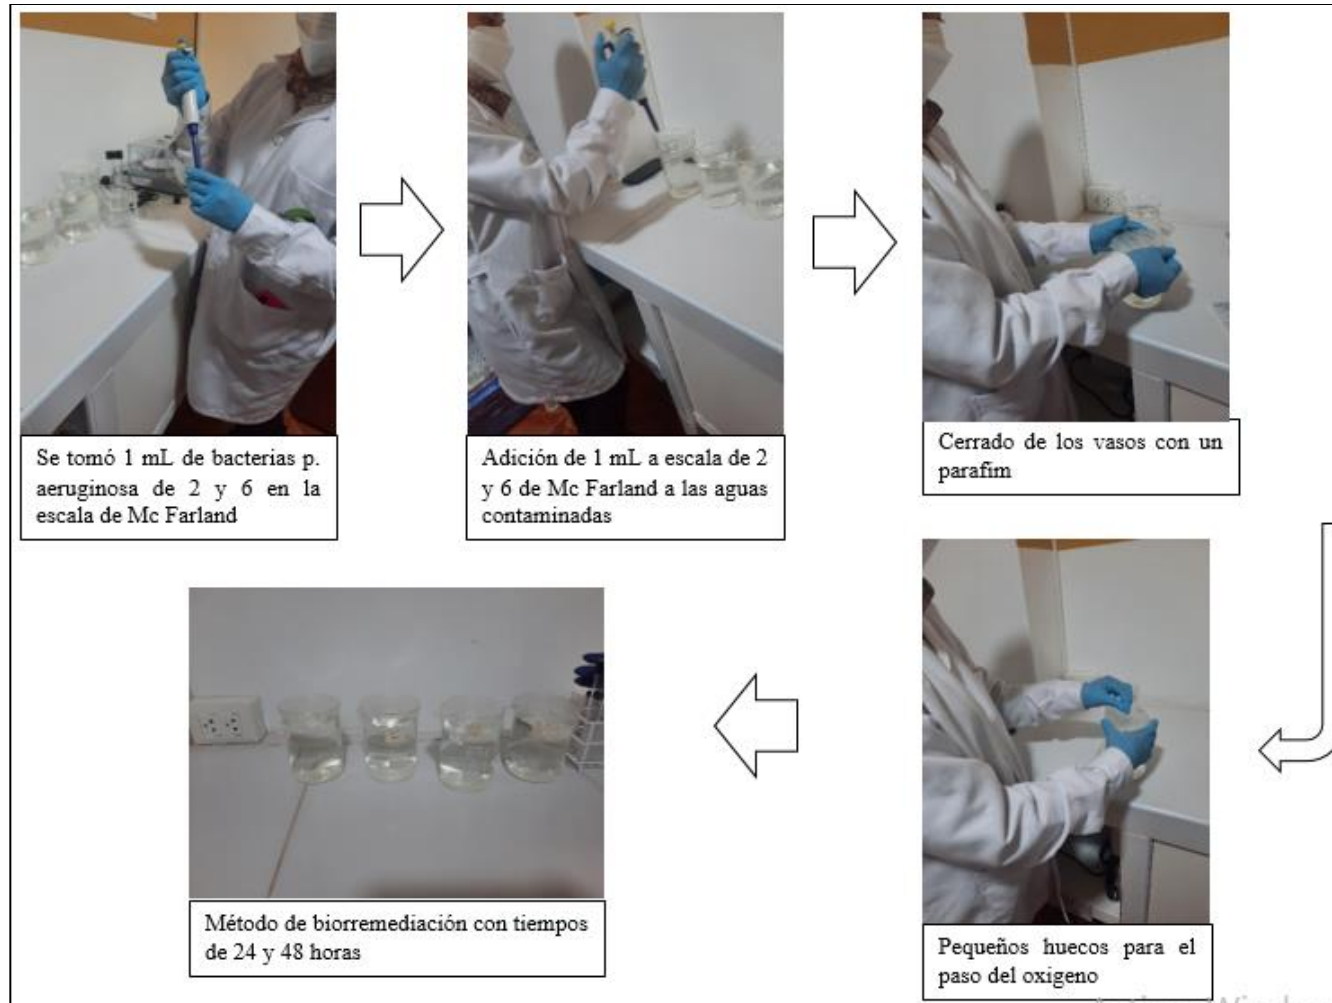 Se tomó 1 mL de bacterias p.
aeruginosa de 2 y 6 en la
escala de Mc Farland
Adición de 1 mL a escala de 2
y 6 de Mc Farland a las aguas
contaminadas
Cerrado de los vasos con un
parafím
Pequeños huecos para el
paso del oxigeno
Método de biorremediación con tiempos
de 24 y 48 horas